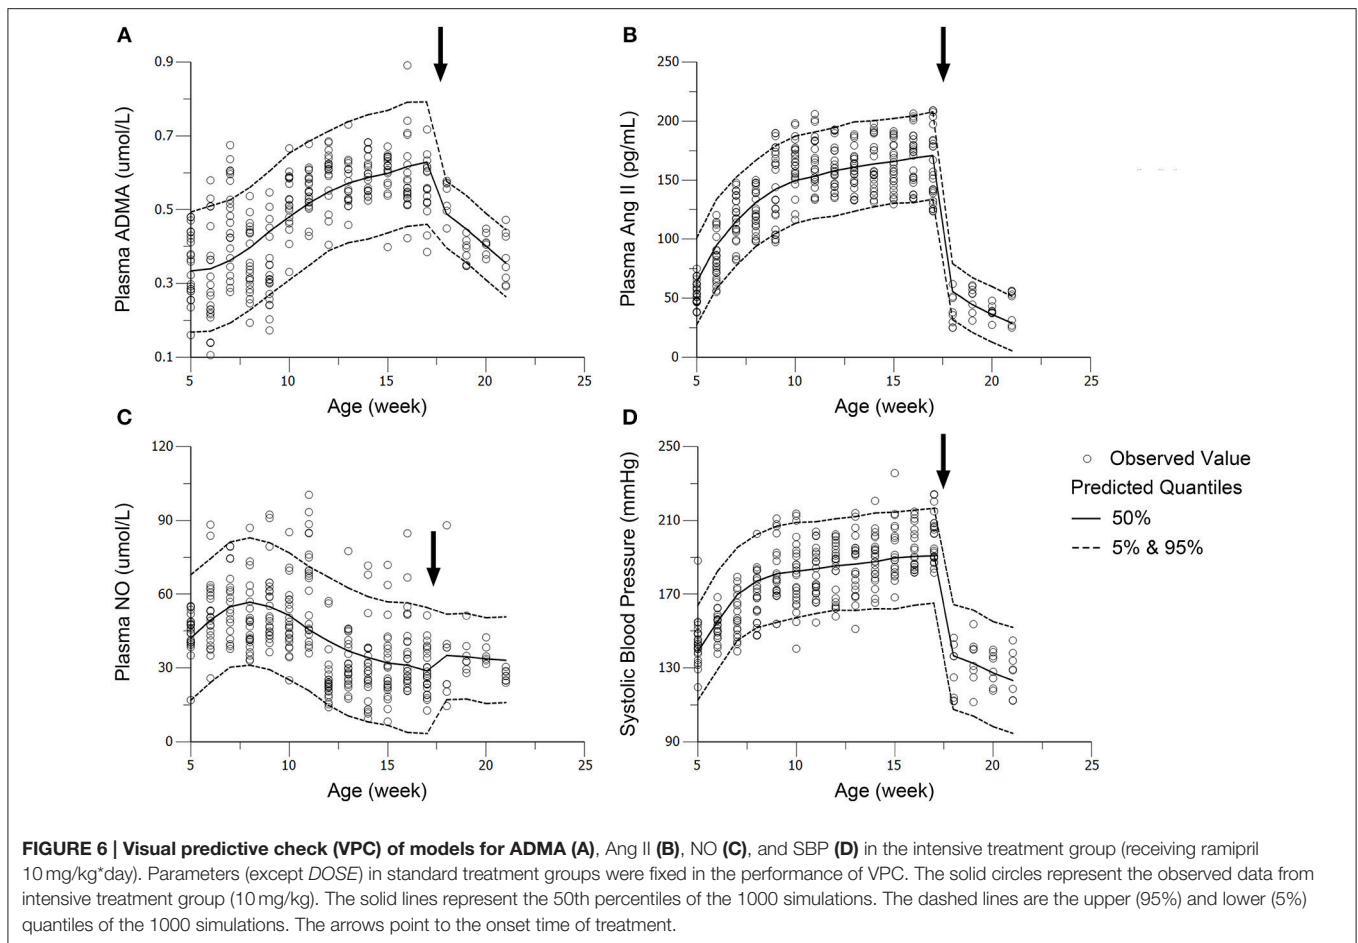 A
0.9
0.7
0.5
0.3
0.1
Plasma ADMA (umol/L)
5
10
15
20
25
Age (week)
B
250
200
150
100
50
0
Plasma Ang II (pg/mL)
5
10
15
20
25
Age (week)
C
120
90
60
30
0
Plasma NO (umol/L)
5
10
15
20
25
Age (week)
D
250
210
170
130
90
Systolic Blood Pressure (mmHg)
5
10
15
20
25
Age (week)
Observed Value
Predicted Quantiles
50%
5% & 95%
FIGURE 6 | Visual predictive check (VPC) of models for ADMA (A), Ang II (B), NO (C), and SBP (D) in the intensive treatment group (receiving ramipril
10 mg/kg*day). Parameters (except DOSE) in standard treatment groups were fixed in the performance of VPC. The solid circles represent the observed data from
intensive treatment group (10 mg/kg). The solid lines represent the 50th percentiles of the 1000 simulations. The dashed lines are the upper (95%) and lower (5%)
quantiles of the 1000 simulations. The arrows point to the onset time of treatment.